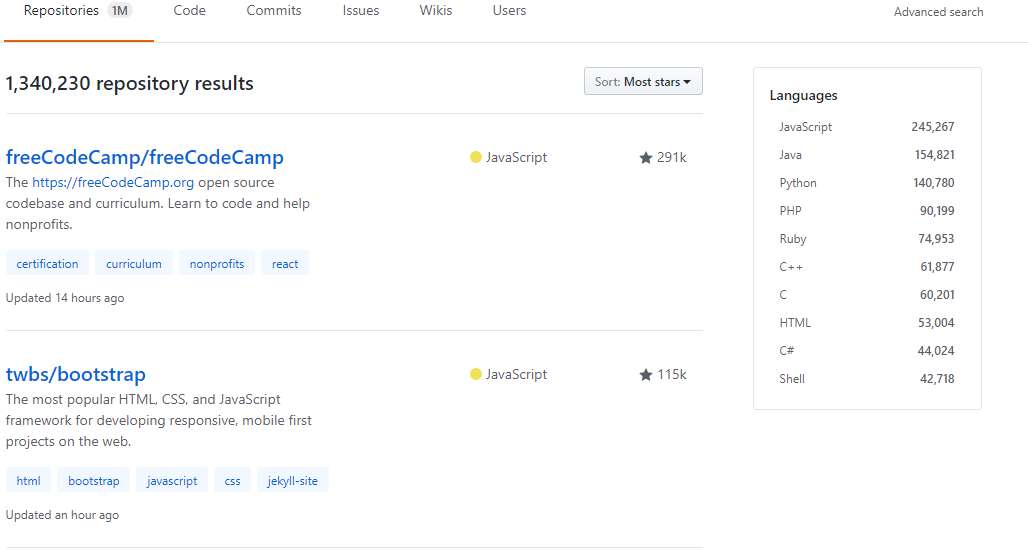 Repositories 1M Code Commits Issues Wikis Users Advanced search
1,340,230 repository results
Sort: Most stars
freeCodeCamp/freeCodeCamp JavaScript 291k
The https://freeCodeCamp.org open source
codebase and curriculum. Learn to code and help
nonprofits.
certification curriculum nonprofits react
Updated 14 hours ago
twbs/bootstrap JavaScript 115k
The most popular HTML, CSS, and JavaScript
framework for developing responsive, mobile first
projects on the web.
html bootstrap javascript css jekyll-site
Updated an hour ago
Languages
JavaScript 245,267
Java 154,821
Python 140,780
PHP 90,199
Ruby 74,953
C++ 61,877
C 60,201
HTML 53,004
C# 44,024
Shell 42,718